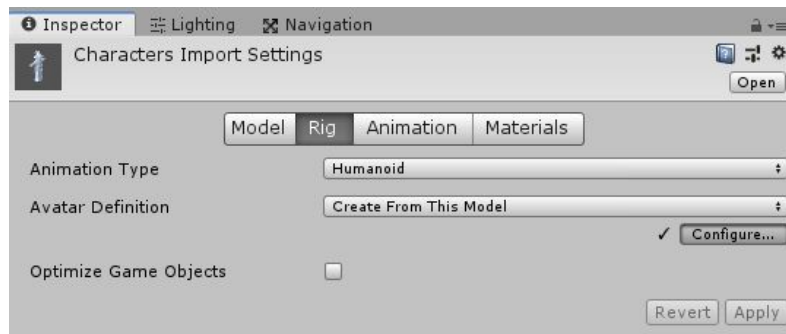 Inspector Lighting Navigation
Characters Import Settings
Open
Model Rig Animation Materials
Animation Type Humanoid
Avatar Definition Create From This Model
✓ Configure...
Optimize Game Objects
Revert Apply